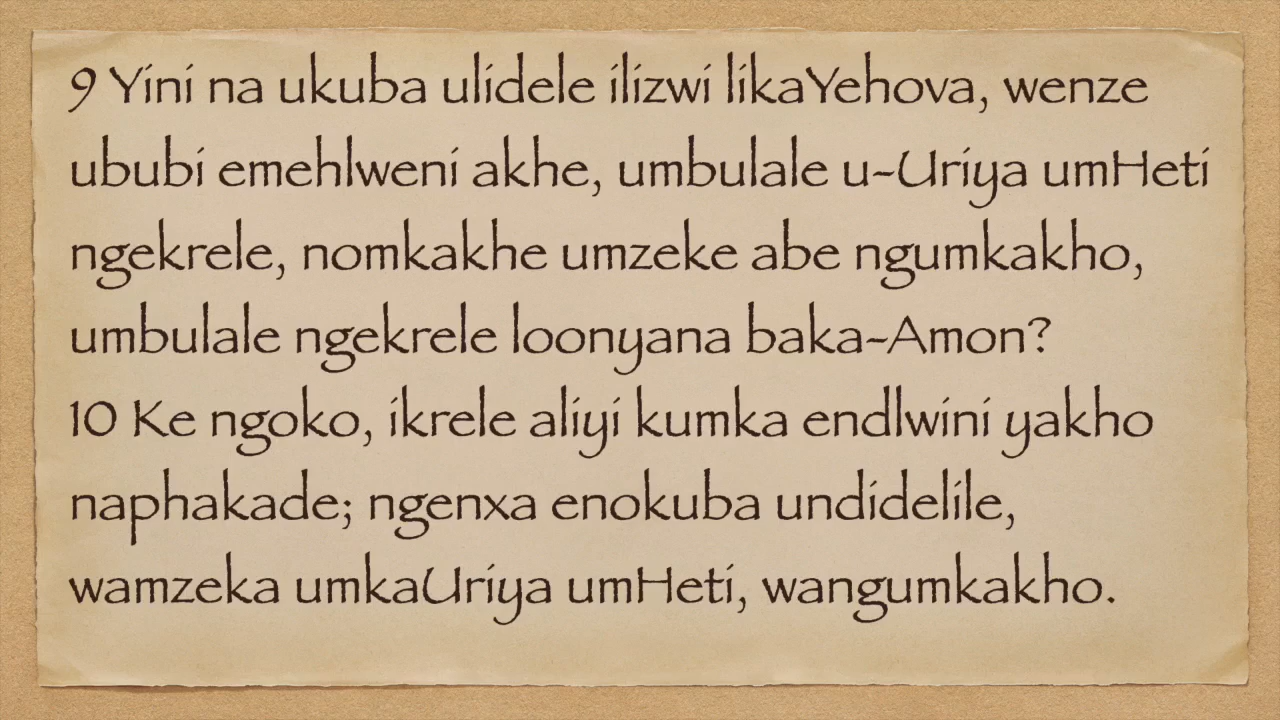 9 Yini na ukuba ulidele ilizwi likaYehova, wenze
ububi emehlweni akhe, umbulale u-Uriya umHeti
ngekrele, nomkakhe umzeke abe ngumkakho,
umbulale ngekrele loonyana baka-Amon?
10 Ke ngoko, ikrele aliyi kumka endlwini yakho
naphakade; ngenxa enokuba undidelile,
wamzeka umkaUriya umHeti, wangumkakho.